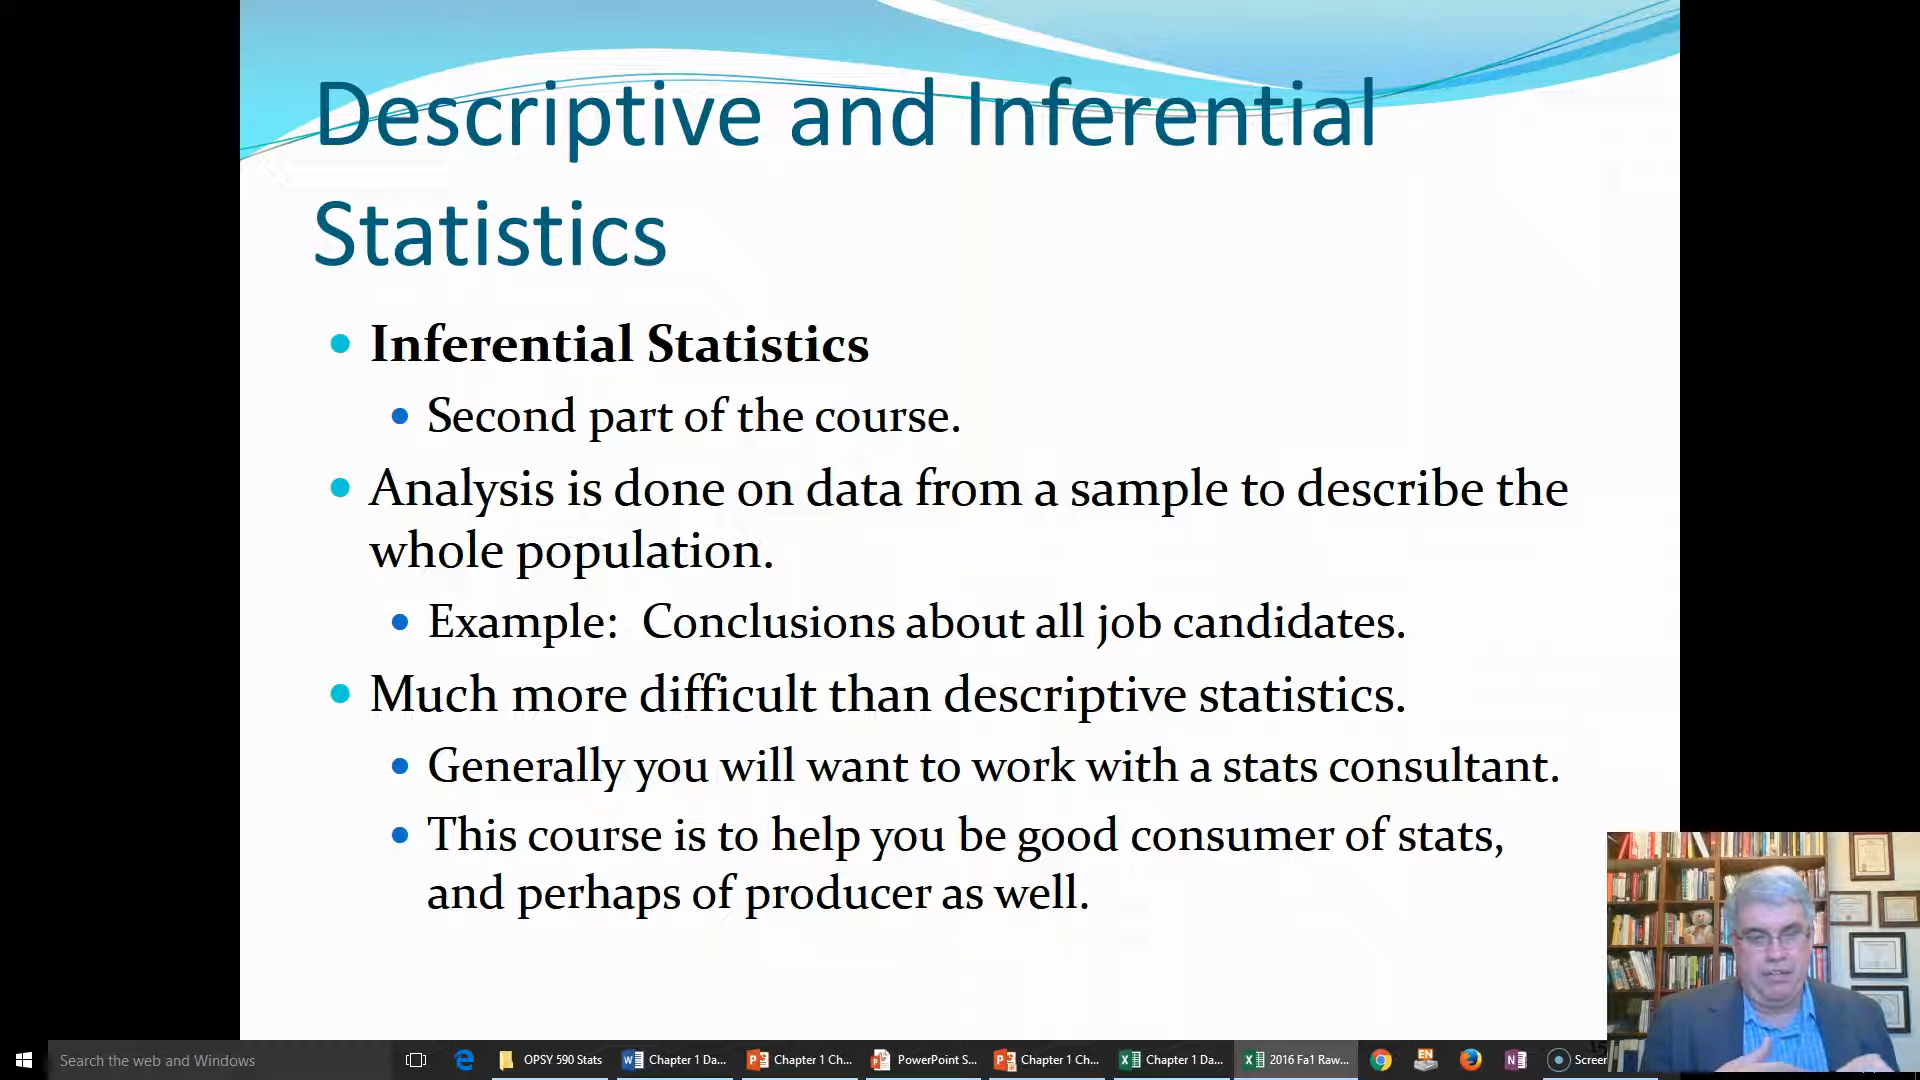 Descriptive and Inferential
Statistics
Inferential Statistics
Second part of the course.
Analysis is done on data from a sample to describe the
whole population.
Example: Conclusions about all job candidates.
Much more difficult than descriptive statistics.
Generally you will want to work with a stats consultant.
This course is to help you be good consumer of stats,
and perhaps of producer as well.
Search the web and Windows
OPSY 590 Stats
Chapter 1 Da...
Chapter 1 Ch...
PowerPoint S...
Chapter 1 Ch...
Chapter 1 Da...
2016 Fa1 Raw...
EN
Screer